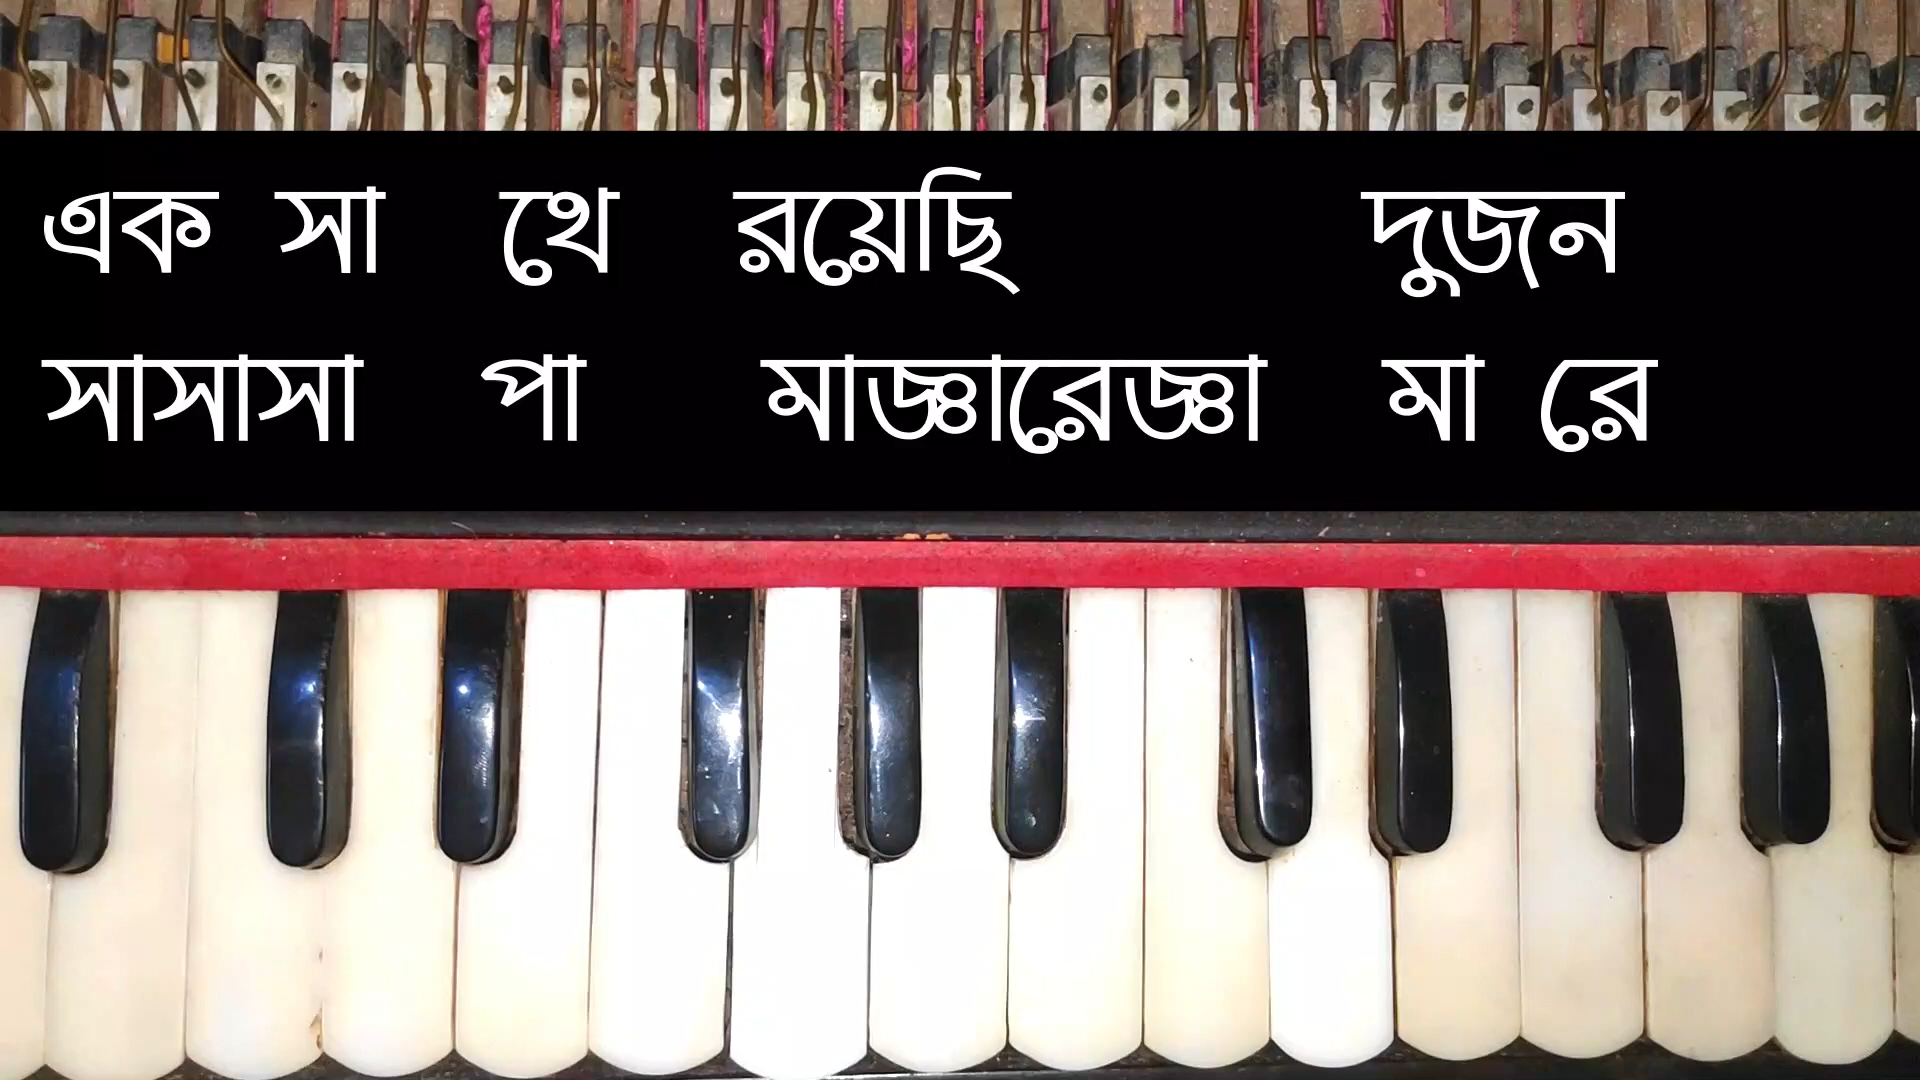 এক সা থে রয়েছি দুজন
সাসাসা পা মাজ্ঞারেজ্ঞা মা রে